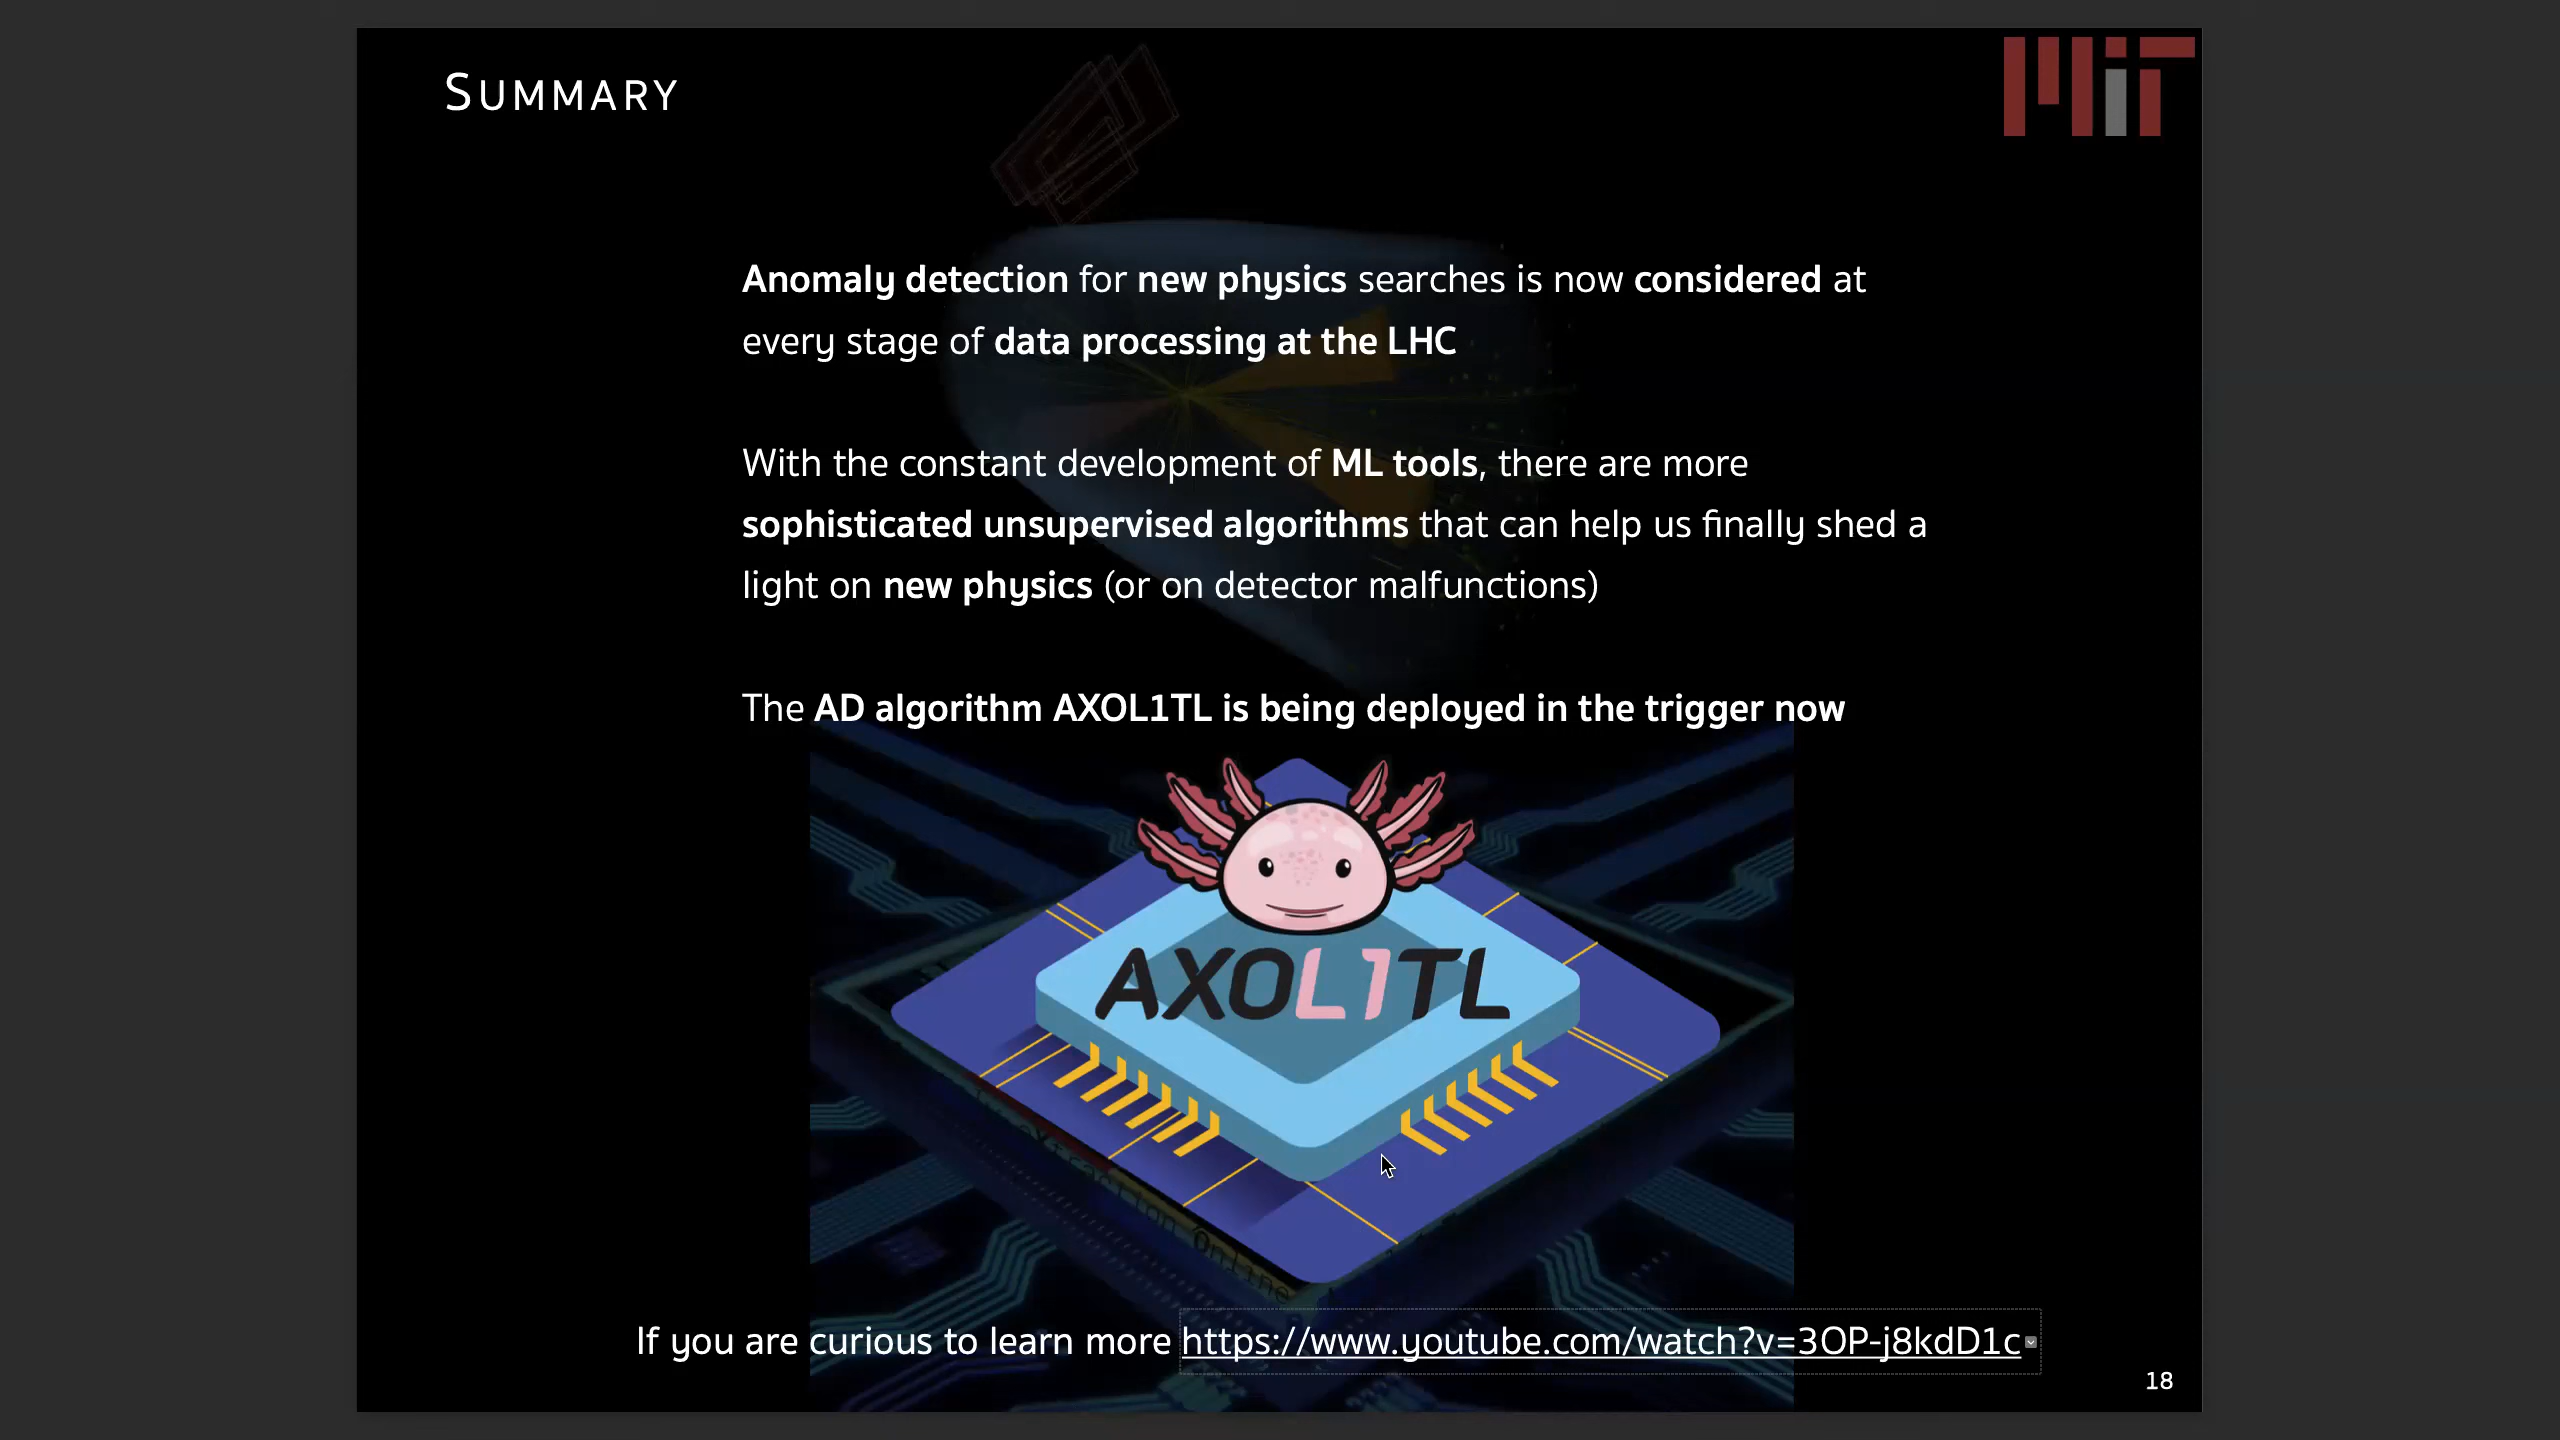 SUMMARY
MIT
Anomaly detection for new physics searches is now considered at
every stage of data processing at the LHC
With the constant development of ML tools, there are more
sophisticated unsupervised algorithms that can help us finally shed a
light on new physics (or on detector malfunctions)
The AD algorithm AXOL1TL is being deployed in the trigger now
AXOL1TL
If you are curious to learn more https://www.youtube.com/watch?v=3OP-j8kdD1c
18